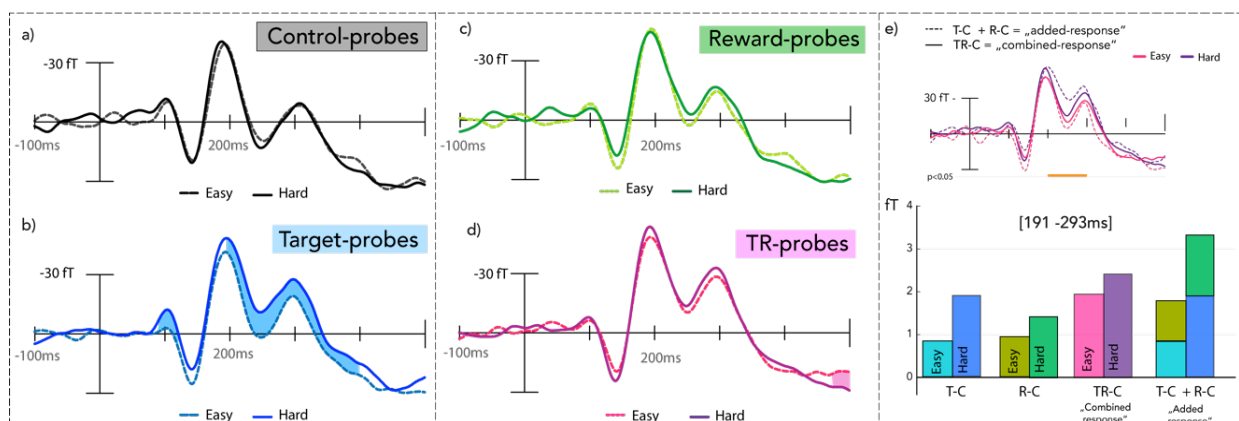 a)
Control-probes
-30 fT
-100ms
200ms
Easy
Hard
b)
Target-probes
-30 fT
-100ms
200ms
Easy
Hard
c)
Reward-probes
-30 fT
-100ms
200ms
Easy
Hard
d)
TR-probes
-30 fT
-100ms
200ms
Easy
Hard
e)
T-C + R-C = „added-response“
TR-C = „combined-response“
Easy
Hard
30 fT -
p<0.05
fT
4
3
2
1
0
[191 -293ms]
Easy
Hard
Easy
Hard
Easy
Hard
T-C
R-C
TR-C
T-C + R-C
„Combined
response“
„Added
response“